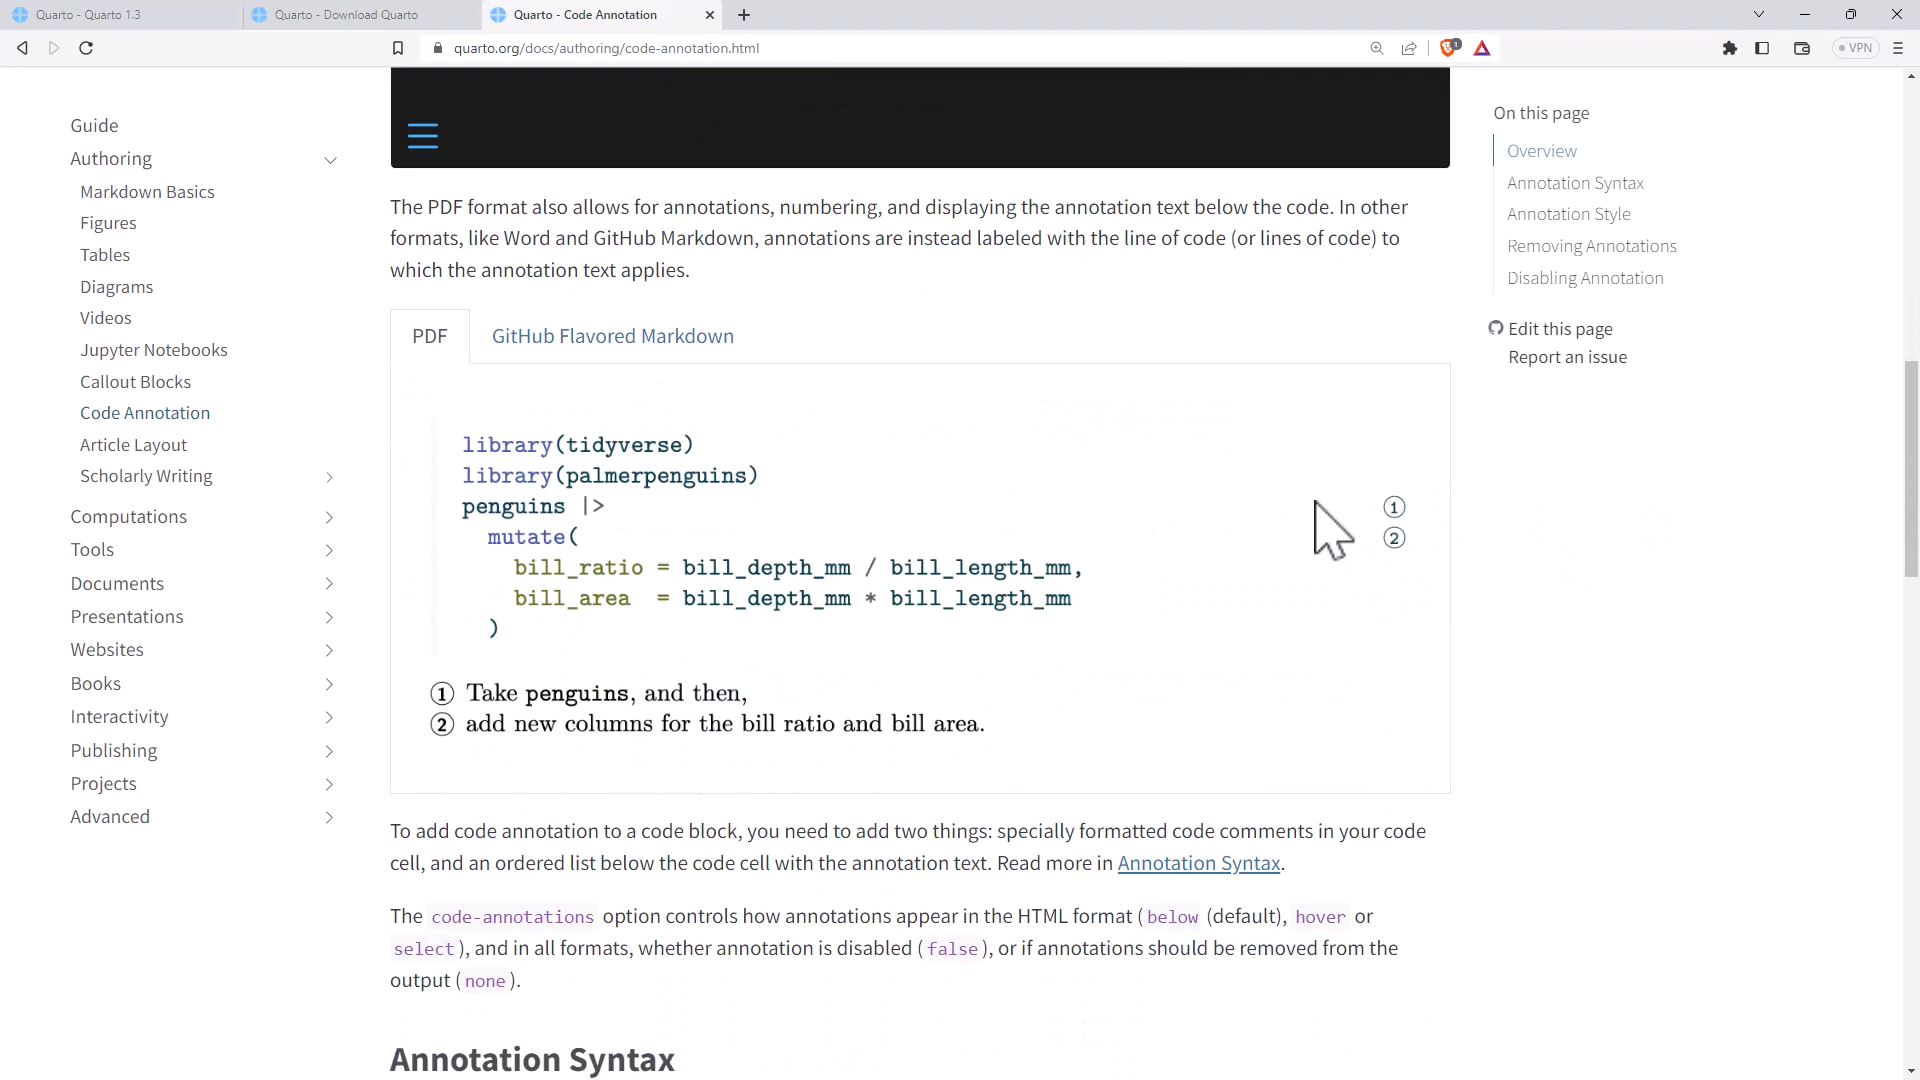 Quarto - Quarto 1.3
Quarto - Download Quarto
Quarto - Code Annotation
quarto.org/docs/authoring/code-annotation.html
1
VPN
Guide
Authoring
Markdown Basics
Figures
Tables
Diagrams
Videos
Jupyter Notebooks
Callout Blocks
Code Annotation
Article Layout
Scholarly Writing
Computations
Tools
Documents
Presentations
Websites
Books
Interactivity
Publishing
Projects
Advanced
The PDF format also allows for annotations, numbering, and displaying the annotation text below the code. In other
formats, like Word and GitHub Markdown, annotations are instead labeled with the line of code (or lines of code) to
which the annotation text applies.
PDF
GitHub Flavored Markdown
library(tidyverse)
library(palmerpenguins)
penguins |> ①
mutate( ②
bill_ratio = bill_depth_mm / bill_length_mm,
bill_area = bill_depth_mm * bill_length_mm
)
① Take penguins, and then,
② add new columns for the bill ratio and bill area.
To add code annotation to a code block, you need to add two things: specially formatted code comments in your code
cell, and an ordered list below the code cell with the annotation text. Read more in Annotation Syntax.
The code-annotations option controls how annotations appear in the HTML format ( below (default), hover or
select ), and in all formats, whether annotation is disabled ( false ), or if annotations should be removed from the
output ( none ).
Annotation Syntax
On this page
Overview
Annotation Syntax
Annotation Style
Removing Annotations
Disabling Annotation
Edit this page
Report an issue